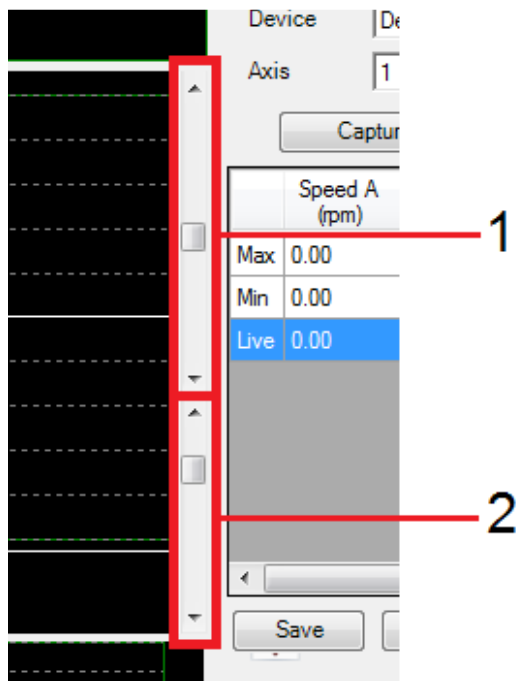 Device De
Axis 1
Captur
Speed A
(rpm)
Max 0.00
Min 0.00
Live 0.00
Save
1
2